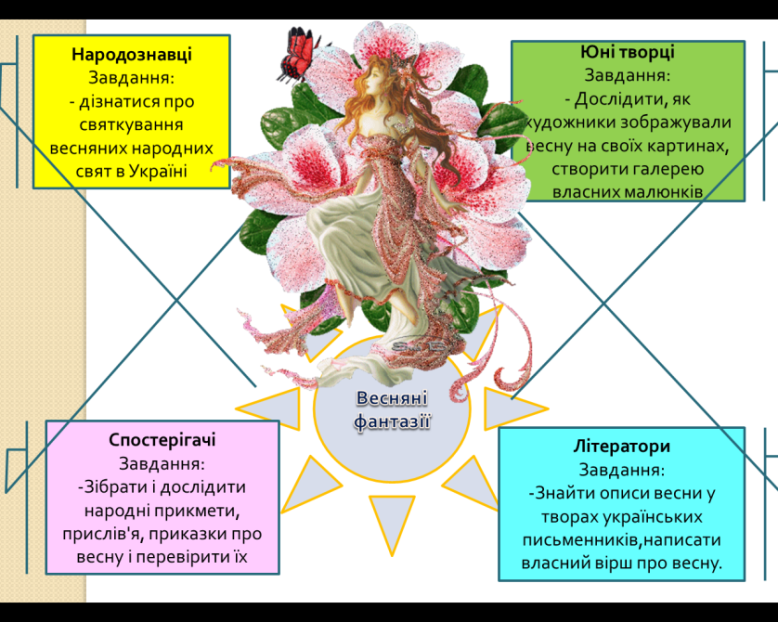 Народознавці
Завдання:
- дізнатися про
святкування
весняних народних
свят в Україні
Юні творці
Завдання:
- Дослідити, як
художники зображували
весну на своїх картинах,
створити галерею
власних малюнків
Весняні
фантазії
Спостерігачі
Завдання:
-Зібрати і дослідити
народні прикмети,
прислів'я, приказки про
весну і перевірити їх
Літератори
Завдання:
-Знайти описи весни у
творах українських
письменників,написати
власний вірш про весну.